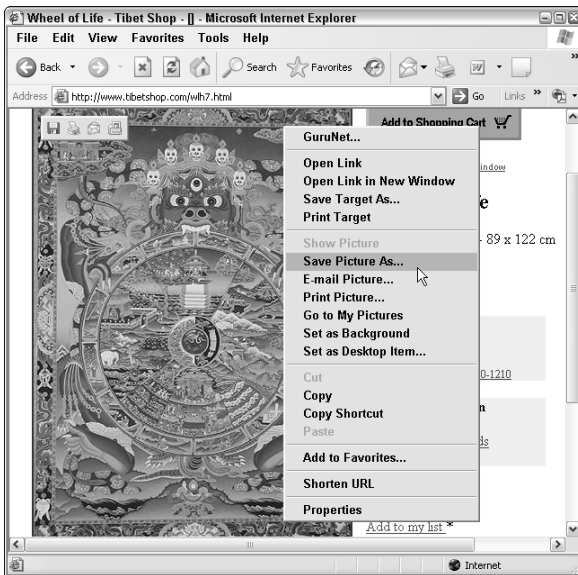 Wheel of Life - Tibet Shop - [] - Microsoft Internet Explorer
File Edit View Favorites Tools Help
Back Search Favorites W »
Address http://www.tibetshop.com/wlh7.html Go Links »
Add to Shopping Cart
GuruNet...
Open Link
indow
Open Link in New Window
Save Target As...
e
Print Target
Show Picture
- 89 x 122 cm
Save Picture As...
E-mail Picture...
Print Picture...
Go to My Pictures
Set as Background
Set as Desktop Item...
Cut
0-1210
Copy
n
Copy Shortcut
Paste
ds
Add to Favorites...
Shorten URL
Properties
Add to my list *
Internet